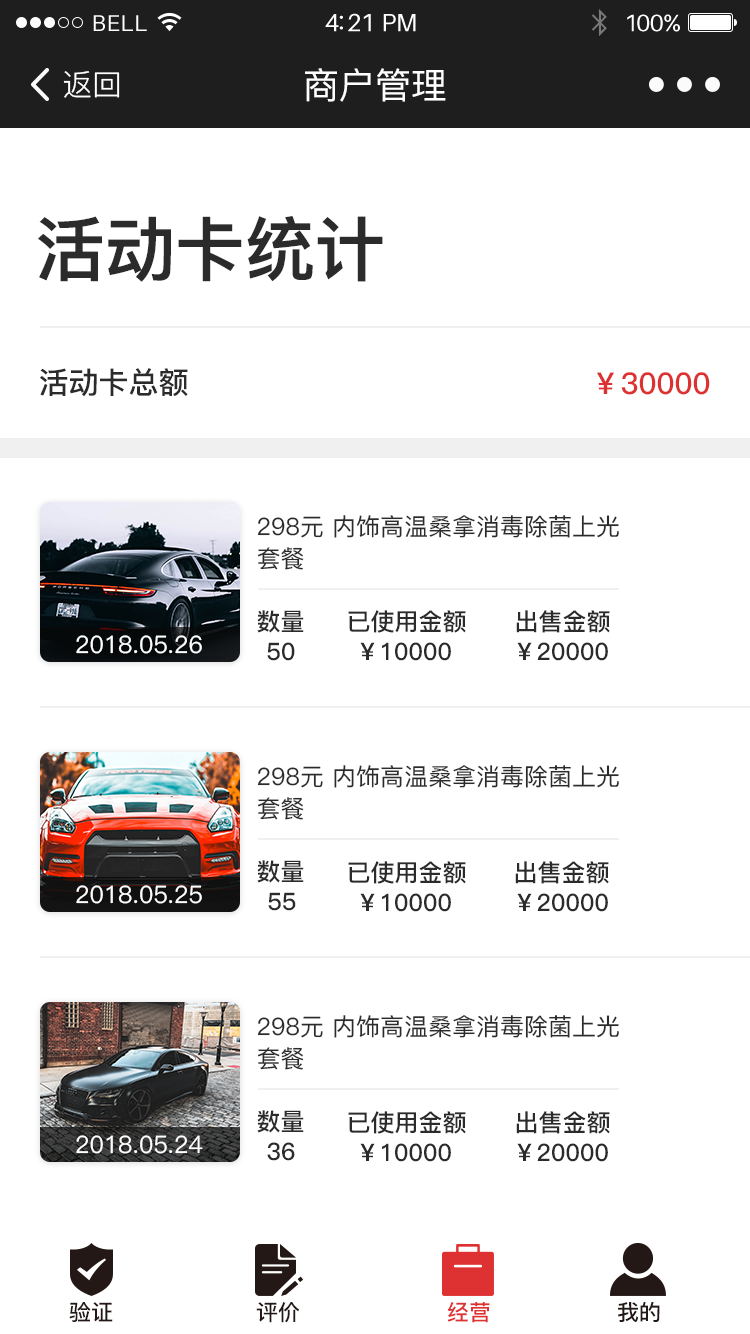 BELL
4:21 PM
100%
返回
商户管理
活动卡统计
活动卡总额
¥30000
298元 内饰高温桑拿消毒除菌上光
套餐
数量 已使用金额 出售金额
50 ¥10000 ¥20000
2018.05.26
298元 内饰高温桑拿消毒除菌上光
套餐
数量 已使用金额 出售金额
55 ¥10000 ¥20000
2018.05.25
298元 内饰高温桑拿消毒除菌上光
套餐
数量 已使用金额 出售金额
36 ¥10000 ¥20000
2018.05.24
验证 评价 经营 我的